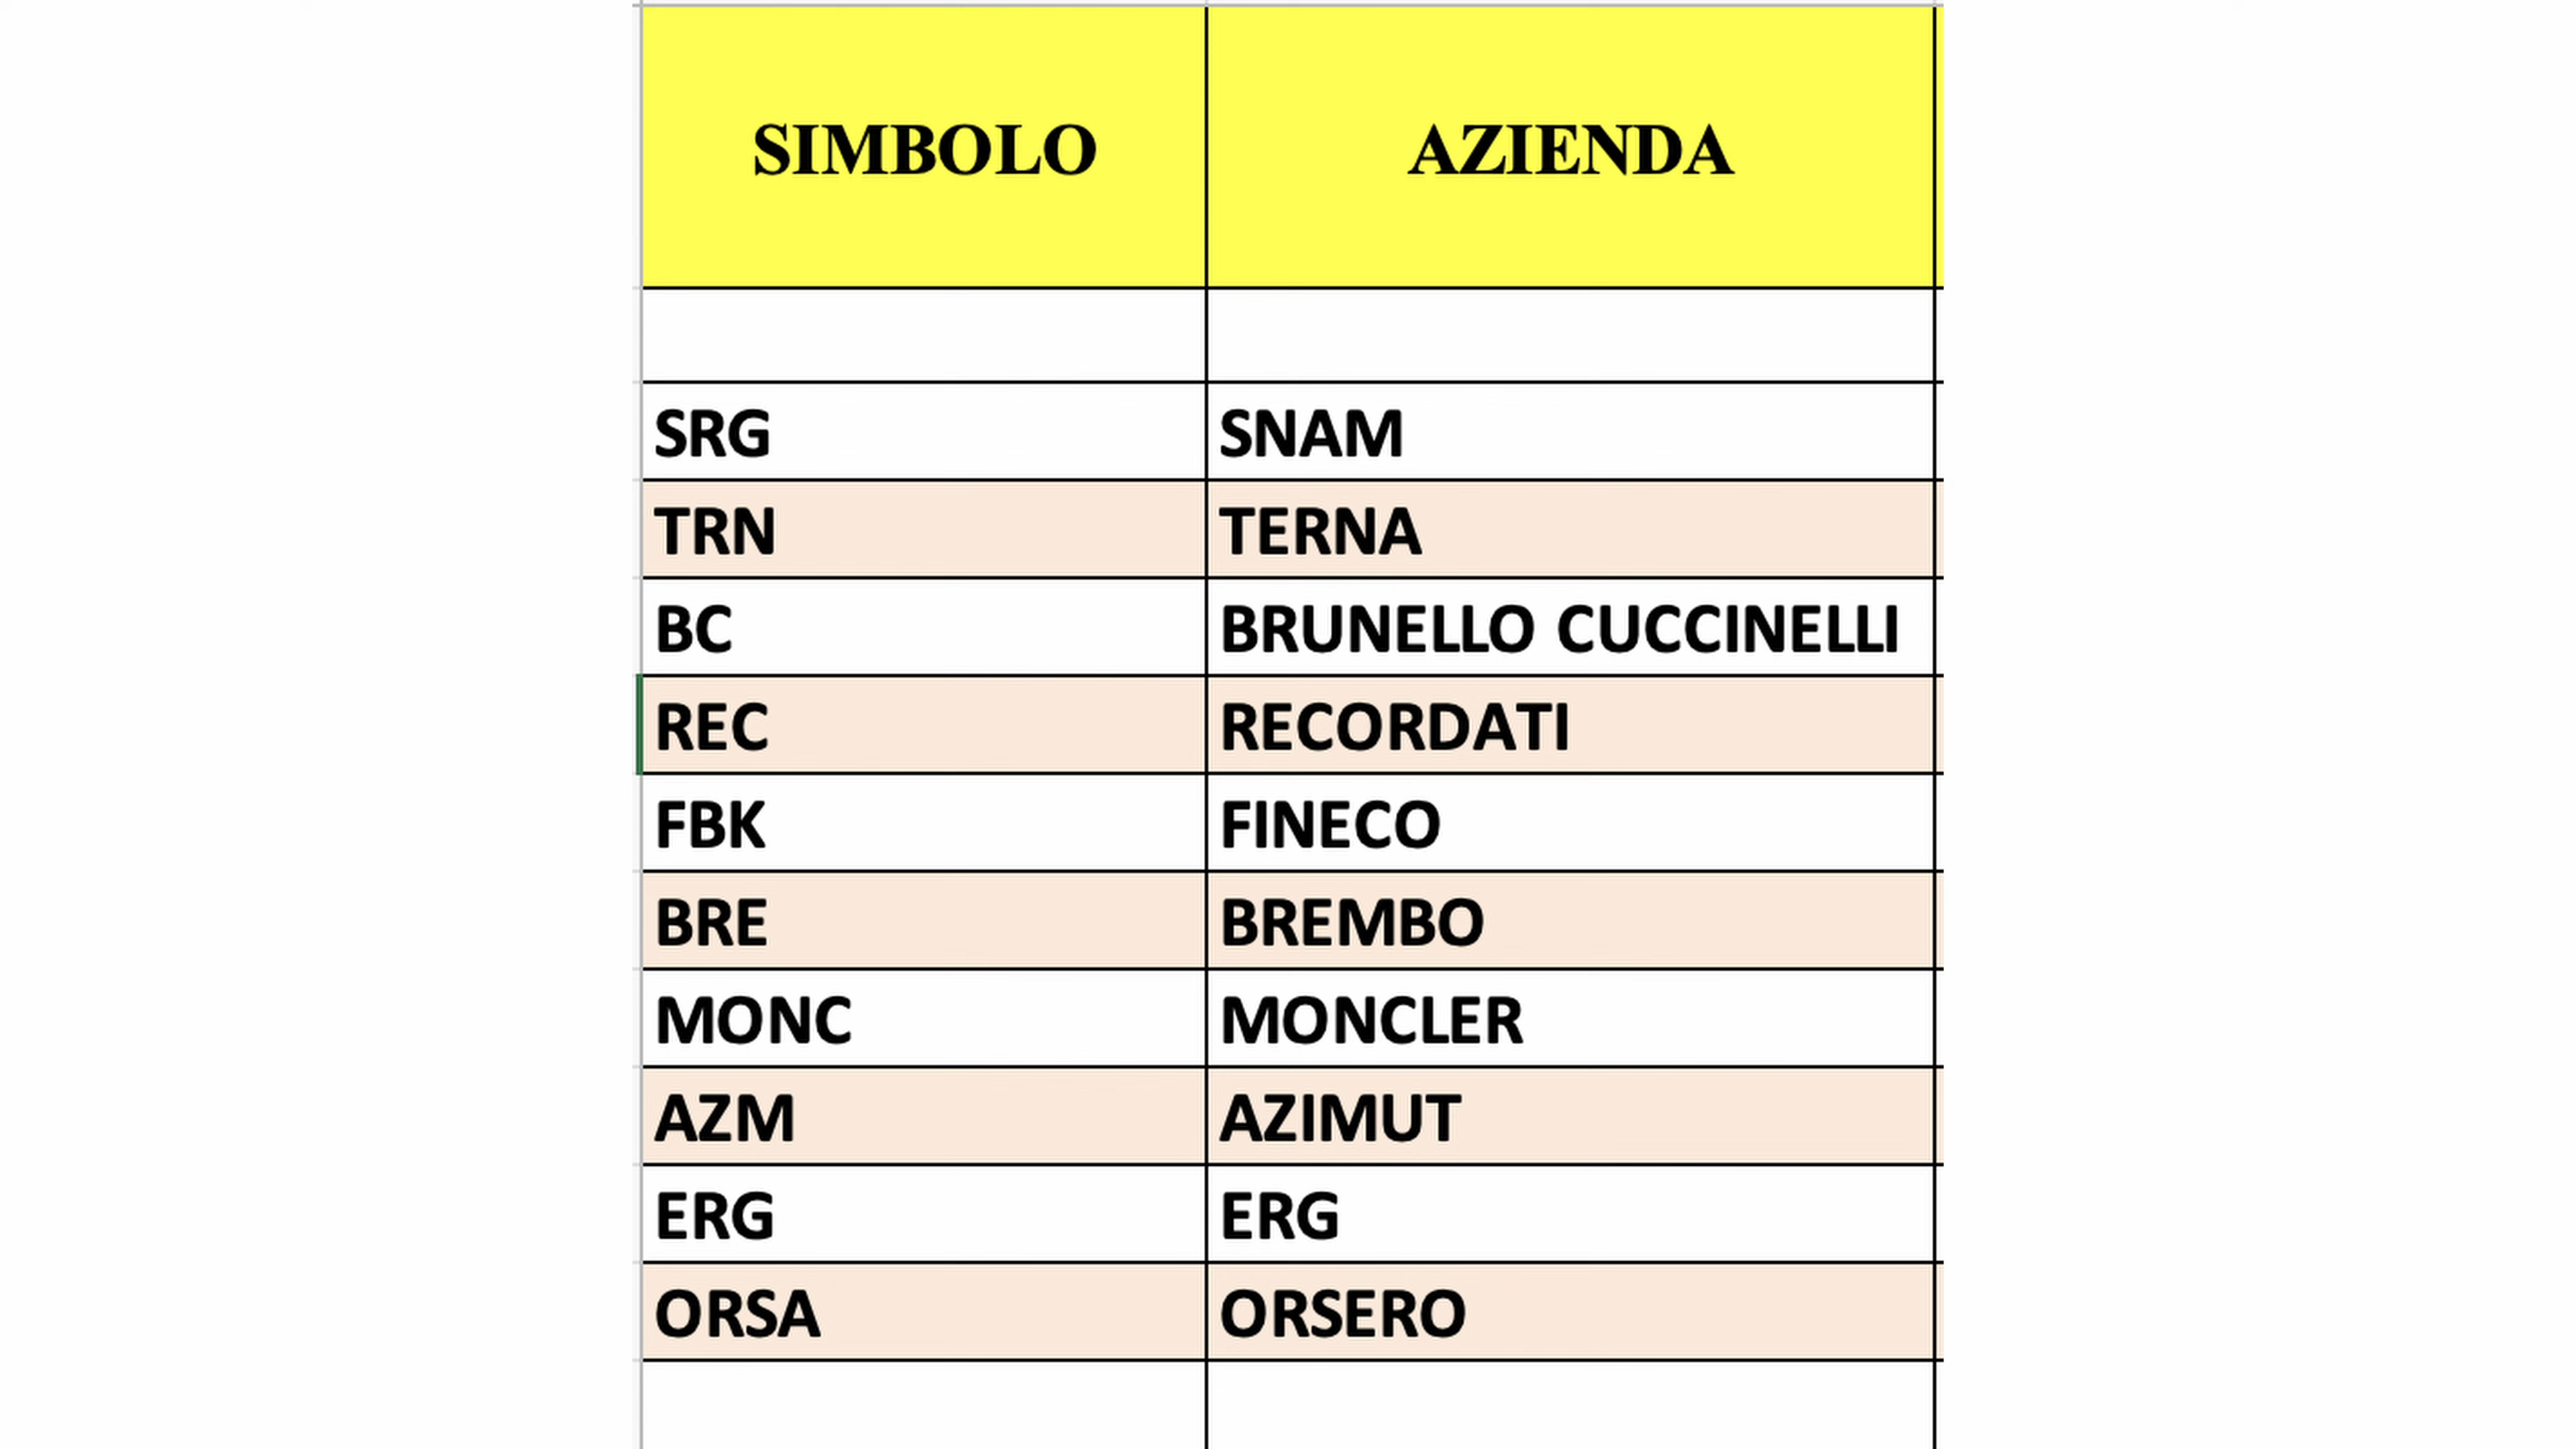 SIMBOLO AZIENDA
SRG SNAM
TRN TERNA
BC BRUNELLO CUCCINELLI
REC RECORDATI
FBK FINECO
BRE BREMBO
MONC MONCLER
AZM AZIMUT
ERG ERG
ORSA ORSERO